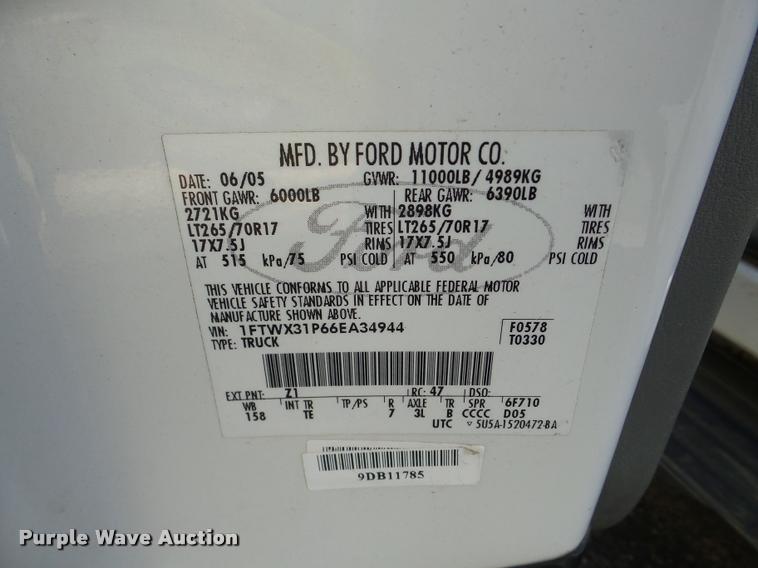 MFD. BY FORD MOTOR CO.
DATE: 06/05 GVWR: 11000LB/ 4989KG
FRONT GAWR: 6000LB REAR GAWR: 6390LB
2721KG WITH 2898KG WITH
LT265/70R17 TIRES LT265/70R17 TIRES
17X7.5J RIMS 17X7.5J RIMS
AT 515 kPa/75 PSI COLD AT 550 kPa/80 PSI COLD
Ford
THIS VEHICLE CONFORMS TO ALL APPLICABLE FEDERAL MOTOR
VEHICLE SAFETY STANDARDS IN EFFECT ON THE DATE OF
MANUFACTURE SHOWN ABOVE.
VIN: 1FTWX31P66EA34944 F0578
TYPE: TRUCK T0330
EXT PNT: Z1 RC: 47 DSO:
WB INT TR TP/PS R AXLE TR SPR 6F710
158 TE 7 3L B CCCC D05
UTC ▽ 5U5A-1520472-BA
9DB11785
Purple Wave Auction